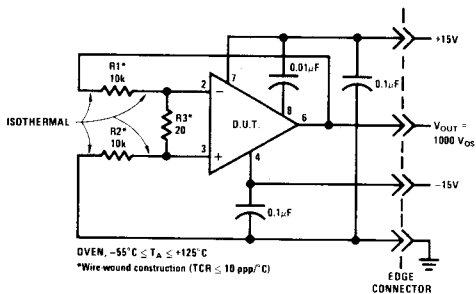 +15V
7
0.01μF
0.1μF
R1*
10k
2
−
8
R3*
20
D.U.T.
6
VOUT =
1000 VOS
ISOTHERMAL
R2*
10k
3
+
4
−15V
0.1μF
OVEN, −55°C ≤ TA ≤ +125°C
*Wire-wound construction (TCR ≤ 10 ppp/°C)
EDGE
CONNECTOR